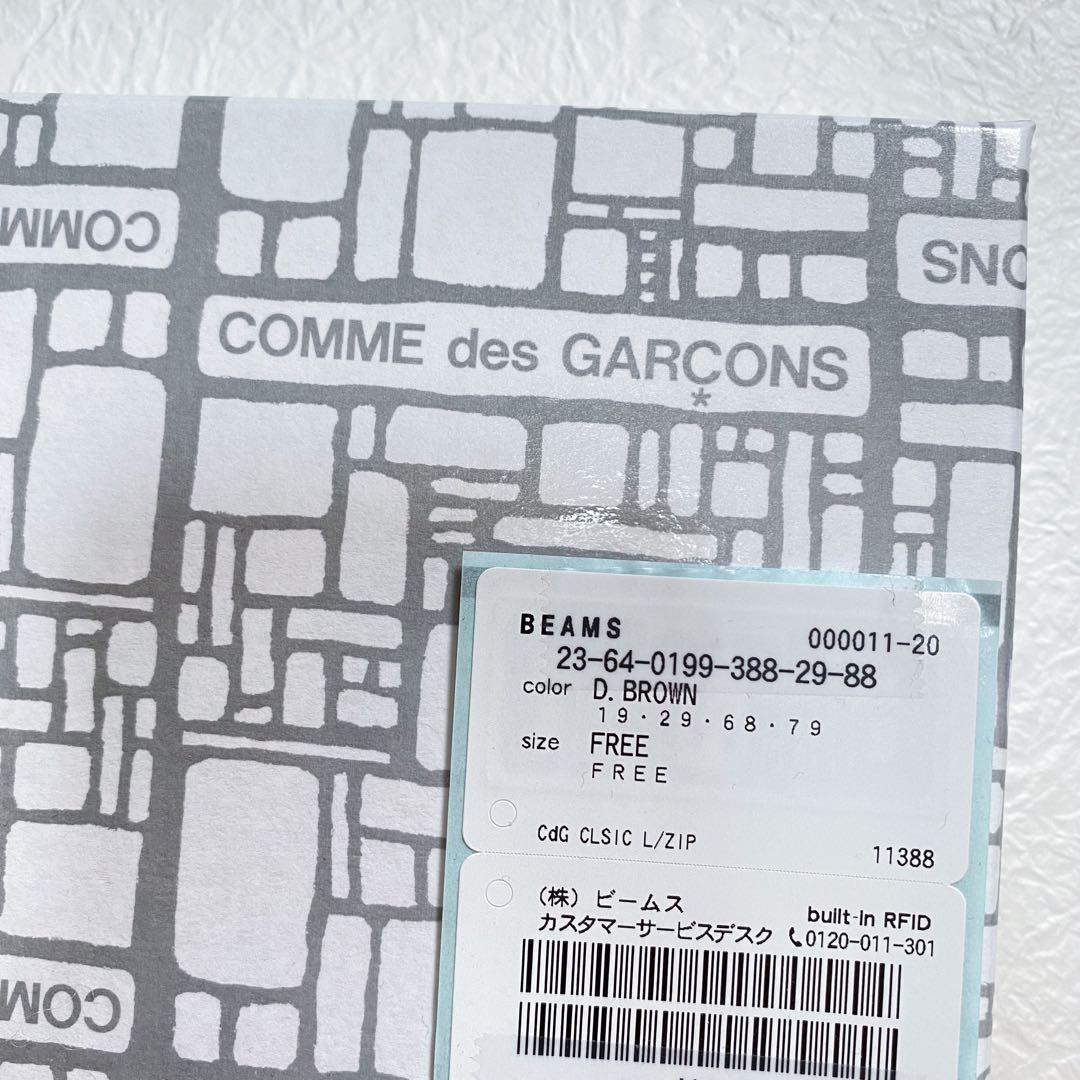 COMM
SNO
COMME des GARÇONS
*
BEAMS 000011-20
23-64-0199-388-29-88
color D. BROWN
19・29・68・79
size FREE
FREE
CdG CLSIC L/ZIP 11388
(株) ビームス built-in RFID
カスタマーサービスデスク 0120-011-301
COM